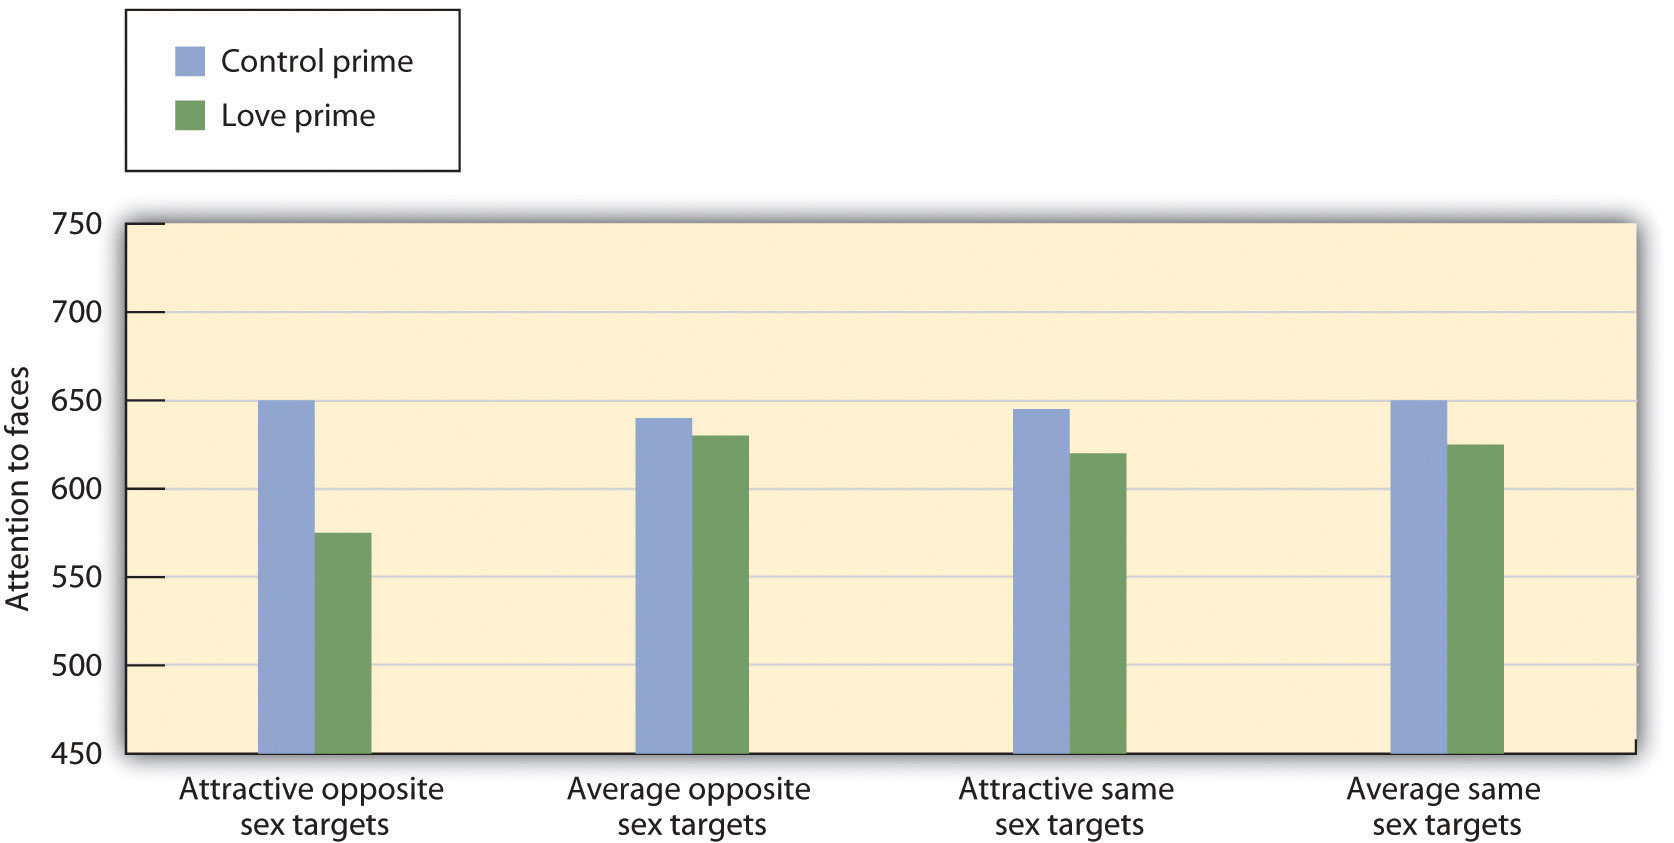 Control prime
Love prime
750
700
650
600
550
500
450
Attention to faces
Attractive opposite
sex targets
Average opposite
sex targets
Attractive same
sex targets
Average same
sex targets